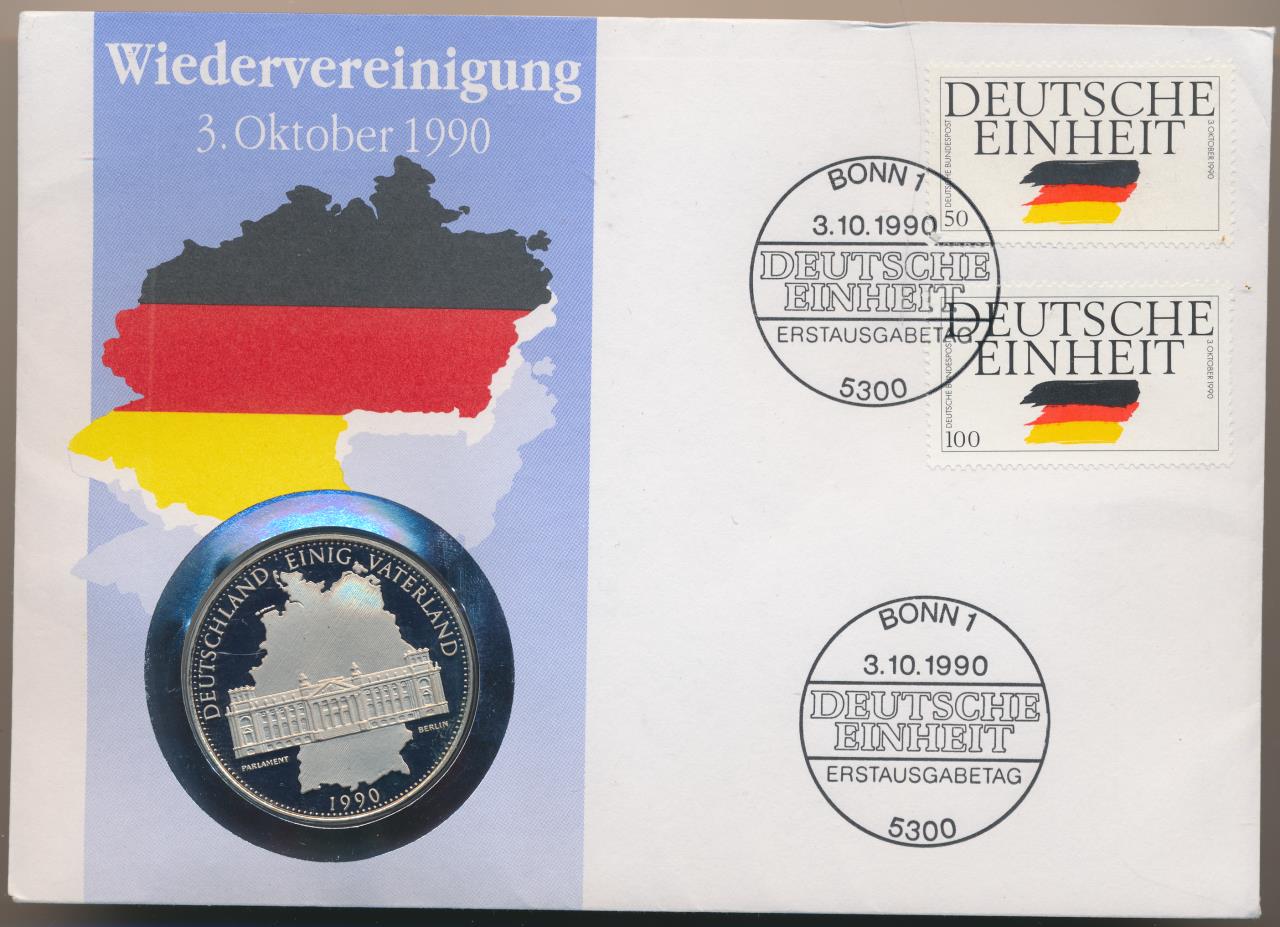 Wiedervereinigung
3. Oktober 1990
DEUTSCHE
EINHEIT
DEUTSCHE BUNDESPOST
3. OKTOBER 1990
50
DEUTSCHE
EINHEIT
DEUTSCHE BUNDESPOST
3. OKTOBER 1990
100
BONN 1
3.10.1990
DEUTSCHE
EINHEIT
ERSTAUSGABETAG
5300
DEUTSCHLAND EINIG VATERLAND
PARLAMENT
BERLIN
1990
BONN 1
3.10.1990
DEUTSCHE
EINHEIT
ERSTAUSGABETAG
5300